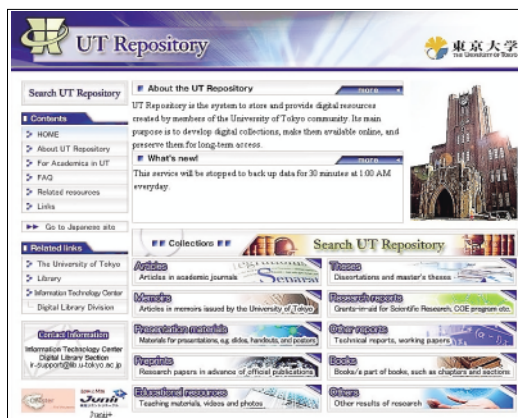 UT Repository
東京大学
THE UNIVERSITY OF TOKYO
Search UT Repository
Contents
HOME
About UT Repository
For Academics in UT
FAQ
Related resources
Links
Go to Japanese site
Related links
The University of Tokyo
Library
Information Technology Center
Digital Library Division
Contact Information
Information Technology Center
Digital Library Section
ir-support@lib.u-tokyo.ac.jp
Junii+
About the UT Repository
more
UT Repository is the system to store and provide digital resources
created by members of the University of Tokyo community. Its main
purpose is to develop digital collections, make them available online, and
preserve them for long-term access.
What's new!
more
This service will be stopped to back up data for 30 minutes at 1:00 AM
everyday.
Collections
Search UT Repository
Articles
Articles in academic journals
Theses
Dissertations and master's theses
Memoirs
Articles in memoirs issued by the University of Tokyo
Research reports
Grants-in-aid for Scientific Research, COE program etc.
Presentation materials
Materials for presentations, e.g. slides, handouts, and posters
Other reports
Technical reports, working papers
Preprints
Research papers in advance of official publications
Books
Books/a part of books, such as chapters and sections
Educational resources
Teaching materials, videos and photos
Others
Other results of research